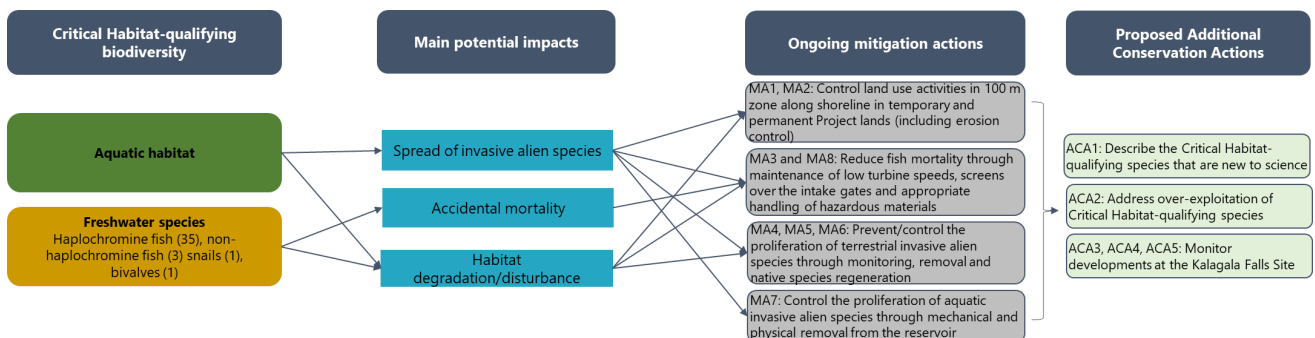 Critical Habitat-qualifying
biodiversity
Main potential impacts
Ongoing mitigation actions
Proposed Additional
Conservation Actions
Aquatic habitat
Freshwater species
Haplochromine fish (35), non-
haplochromine fish (3) snails (1),
bivalves (1)
Spread of invasive alien species
Accidental mortality
Habitat
degradation/disturbance
MA1, MA2: Control land use activities in 100 m
zone along shoreline in temporary and
permanent Project lands (including erosion
control)
MA3 and MA8: Reduce fish mortality through
maintenance of low turbine speeds, screens
over the intake gates and appropriate
handling of hazardous materials
MA4, MA5, MA6: Prevent/control the
proliferation of terrestrial invasive alien
species through monitoring, removal and
native species regeneration
MA7: Control the proliferation of aquatic
invasive alien species through mechanical and
physical removal from the reservoir
ACA1: Describe the Critical Habitat-
qualifying species that are new to science
ACA2: Address over-exploitation of
Critical Habitat-qualifying species
ACA3, ACA4, ACA5: Monitor
developments at the Kalagala Falls Site